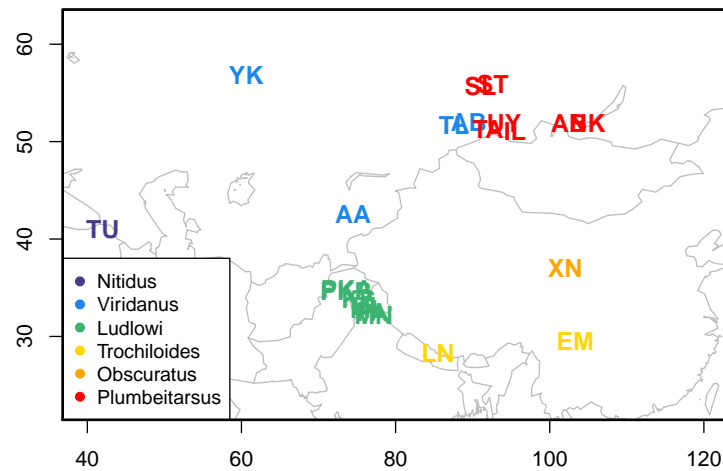 60
YK
SL ST
TL AB UY AN BK
TA IL
50
AA
TU
40
XN
PK
MN
30
LN
EM
Nitidus
Viridanus
Ludlowi
Trochiloides
Obscuratus
Plumbeitarsus
40 60 80 100 120